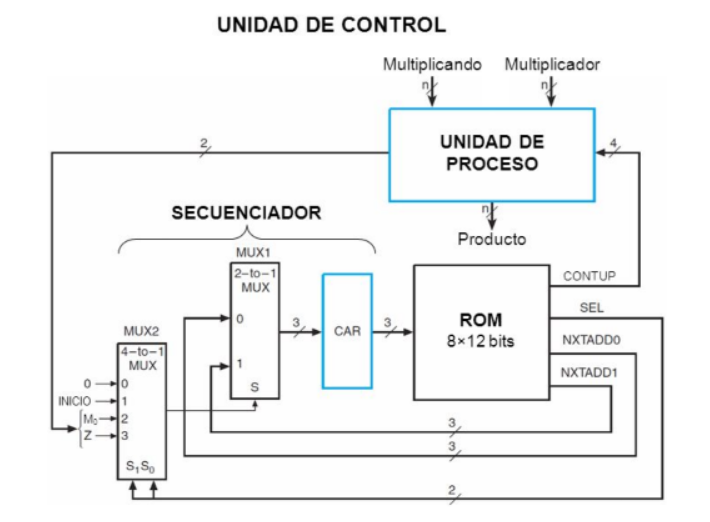 UNIDAD DE CONTROL
Multiplicando
Multiplicador
n
n
UNIDAD DE
PROCESO
2
4
n
Producto
SECUENCIADOR
MUX1
2-to-1
MUX
0
1
S
3
CAR
3
ROM
8×12 bits
CONTUP
SEL
NXTADD0
NXTADD1
MUX2
4-to-1
MUX
0
0
INICIO
1
M₀
2
Z
3
S₁S₀
3
3
2